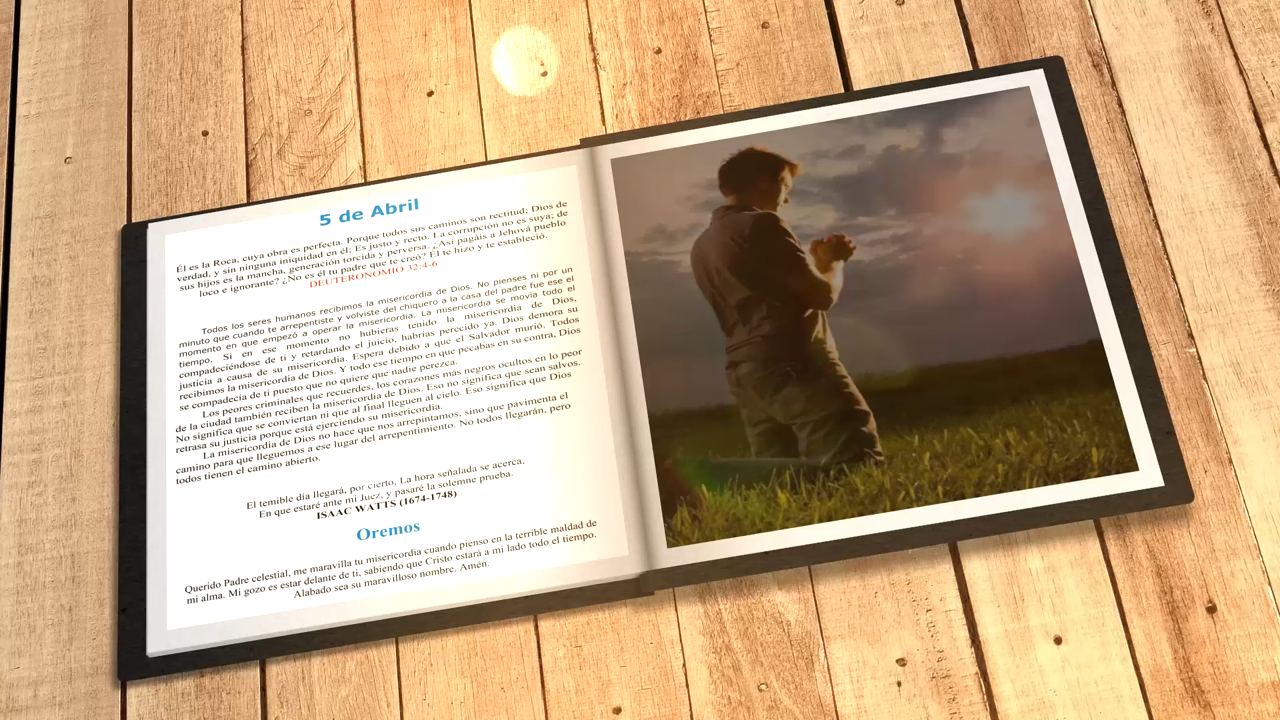 5 de Abril
Él es la Roca, cuya obra es perfecta. Porque todos sus caminos son rectitud; Dios de
verdad, y sin ninguna iniquidad en él; Es justo y recto. La corrupción no es suya; de
sus hijos es la mancha, generación torcida y perversa. ¿Así pagáis a Jehová pueblo
loco e ignorante? ¿No es él tu padre que te creó? Él te hizo y te estableció.
DEUTERONOMIO 32:4-6
Todos los seres humanos recibimos la misericordia de Dios. No pienses ni por un
minuto que cuando te arrepentiste y volviste del chiquero a la casa del padre fue ese el
momento en que empezó a operar la misericordia. La misericordia se movía todo el
tiempo. Si en ese momento no hubieras tenido la misericordia de Dios,
compadeciéndose de ti y retardando el juicio, habrías perecido ya. Dios demora su
justicia a causa de su misericordia. Espera debido a que el Salvador murió. Todos
recibimos la misericordia de Dios. Y todo ese tiempo en que pecabas en su contra, Dios
se compadecía de ti puesto que no quiere que nadie perezca.
Los peores criminales que recuerdes, los corazones más negros ocultos en lo peor
de la ciudad también reciben la misericordia de Dios. Eso no significa que sean salvos.
No significa que se conviertan ni que al final lleguen al cielo. Eso significa que Dios
retrasa su justicia porque está ejerciendo su misericordia.
La misericordia de Dios no hace que nos arrepintamos, sino que pavimenta el
camino para que lleguemos a ese lugar del arrepentimiento. No todos llegarán, pero
todos tienen el camino abierto.
El temible día llegará, por cierto, La hora señalada se acerca,
En que estaré ante mi Juez, y pasaré la solemne prueba.
ISAAC WATTS (1674-1748)
Oremos
Querido Padre celestial, me maravilla tu misericordia cuando pienso en la terrible maldad de
mi alma. Mi gozo es estar delante de ti, sabiendo que Cristo estará a mi lado todo el tiempo.
Alabado sea su maravilloso nombre. Amén.